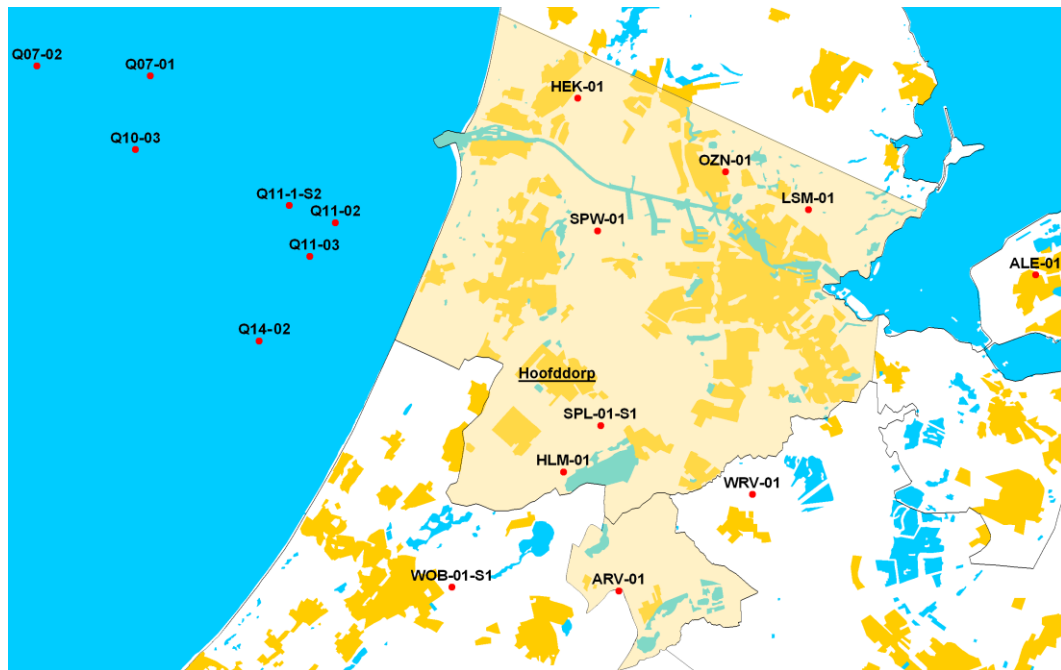 Q07-02
Q07-01
HEK-01
Q10-03
OZN-01
Q11-1-S2
LSM-01
Q11-02
SPW-01
Q11-03
ALE-01
Q14-02
Hoofddorp
SPL-01-S1
HLM-01
WRV-01
WOB-01-S1
ARV-01